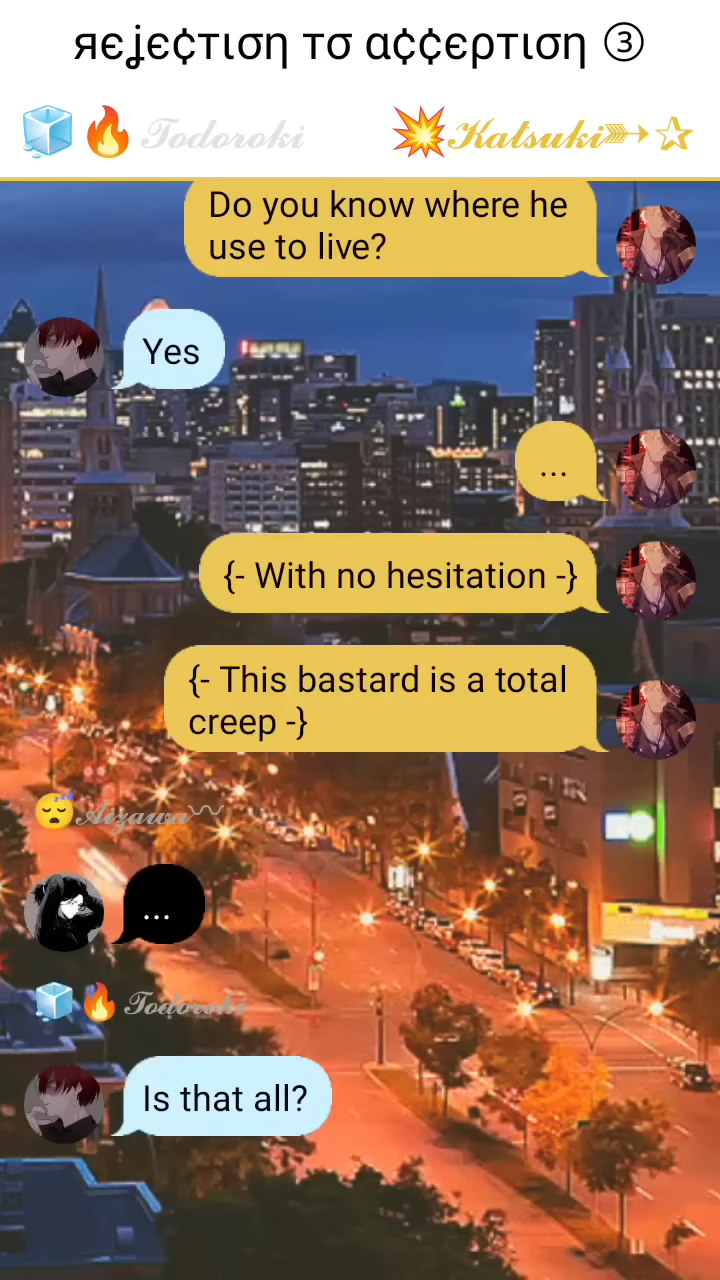 яєʝє¢тιση тσ α¢¢єρтιση ③
🧊🔥𝒯𝑜𝒹𝑜𝓇𝑜𝓀𝒾
💥𝒦𝒶𝓉𝓈𝓊𝓀𝒾➳☆
Do you know where he
use to live?
Yes
...
{- With no hesitation -}
{- This bastard is a total
creep -}
😴𝒜𝒾𝓏𝒶𝓌𝒶〰
...
🧊🔥𝒯𝑜𝒹𝑜𝓇𝑜𝓀𝒾
Is that all?